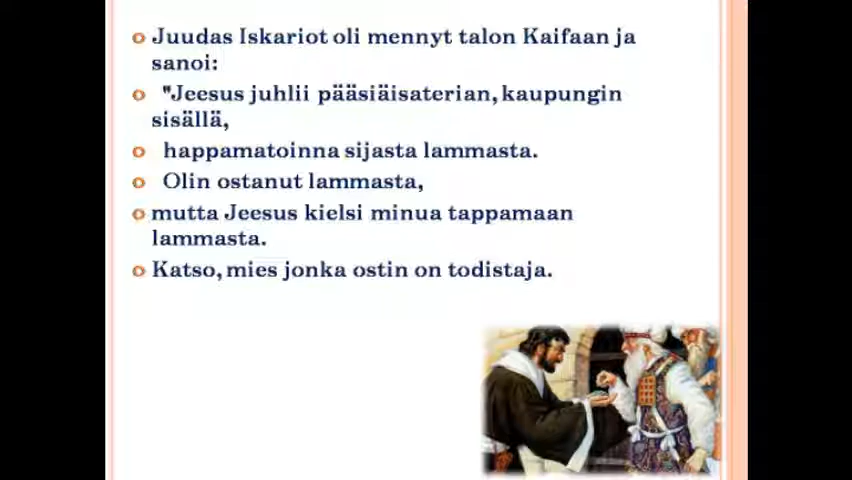 Juudas Iskariot oli mennyt talon Kaifaan ja
sanoi:
"Jeesus juhlii pääsiäisaterian, kaupungin
sisällä,
happamatoinna sijasta lammasta.
Olin ostanut lammasta,
mutta Jeesus kielsi minua tappamaan
lammasta.
Katso, mies jonka ostin on todistaja.